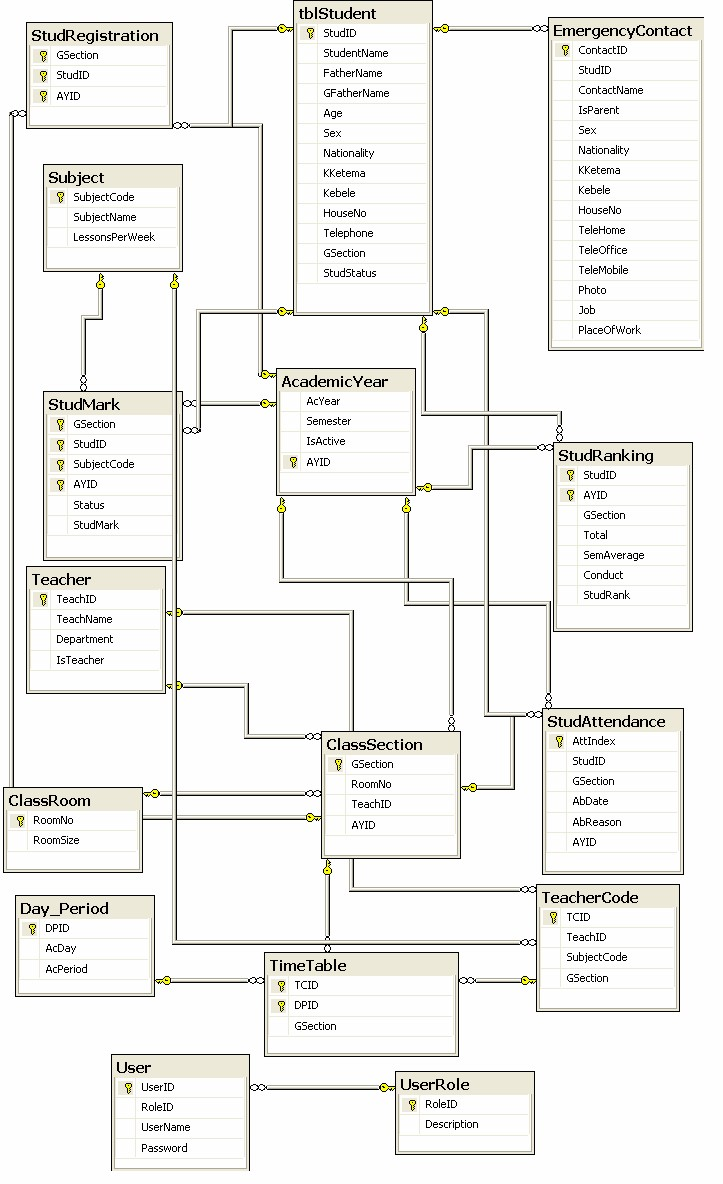 StudRegistration
GSection
StudID
AYID
tblStudent
StudID
StudentName
FatherName
GFatherName
Age
Sex
Nationality
KKetema
Kebele
HouseNo
Telephone
GSection
StudStatus
EmergencyContact
ContactID
StudID
ContactName
IsParent
Sex
Nationality
KKetema
Kebele
HouseNo
TeleHome
TeleOffice
TeleMobile
Photo
Job
PlaceOfWork
Subject
SubjectCode
SubjectName
LessonsPerWeek
StudMark
GSection
StudID
SubjectCode
AYID
Status
StudMark
AcademicYear
AcYear
Semester
IsActive
AYID
StudRanking
StudID
AYID
GSection
Total
SemAverage
Conduct
StudRank
Teacher
TeachID
TeachName
Department
IsTeacher
ClassSection
GSection
RoomNo
TeachID
AYID
StudAttendance
AttIndex
StudID
GSection
AbDate
AbReason
AYID
ClassRoom
RoomNo
RoomSize
Day_Period
DPID
AcDay
AcPeriod
TimeTable
TCID
DPID
GSection
TeacherCode
TCID
TeachID
SubjectCode
GSection
User
UserID
RoleID
UserName
Password
UserRole
RoleID
Description